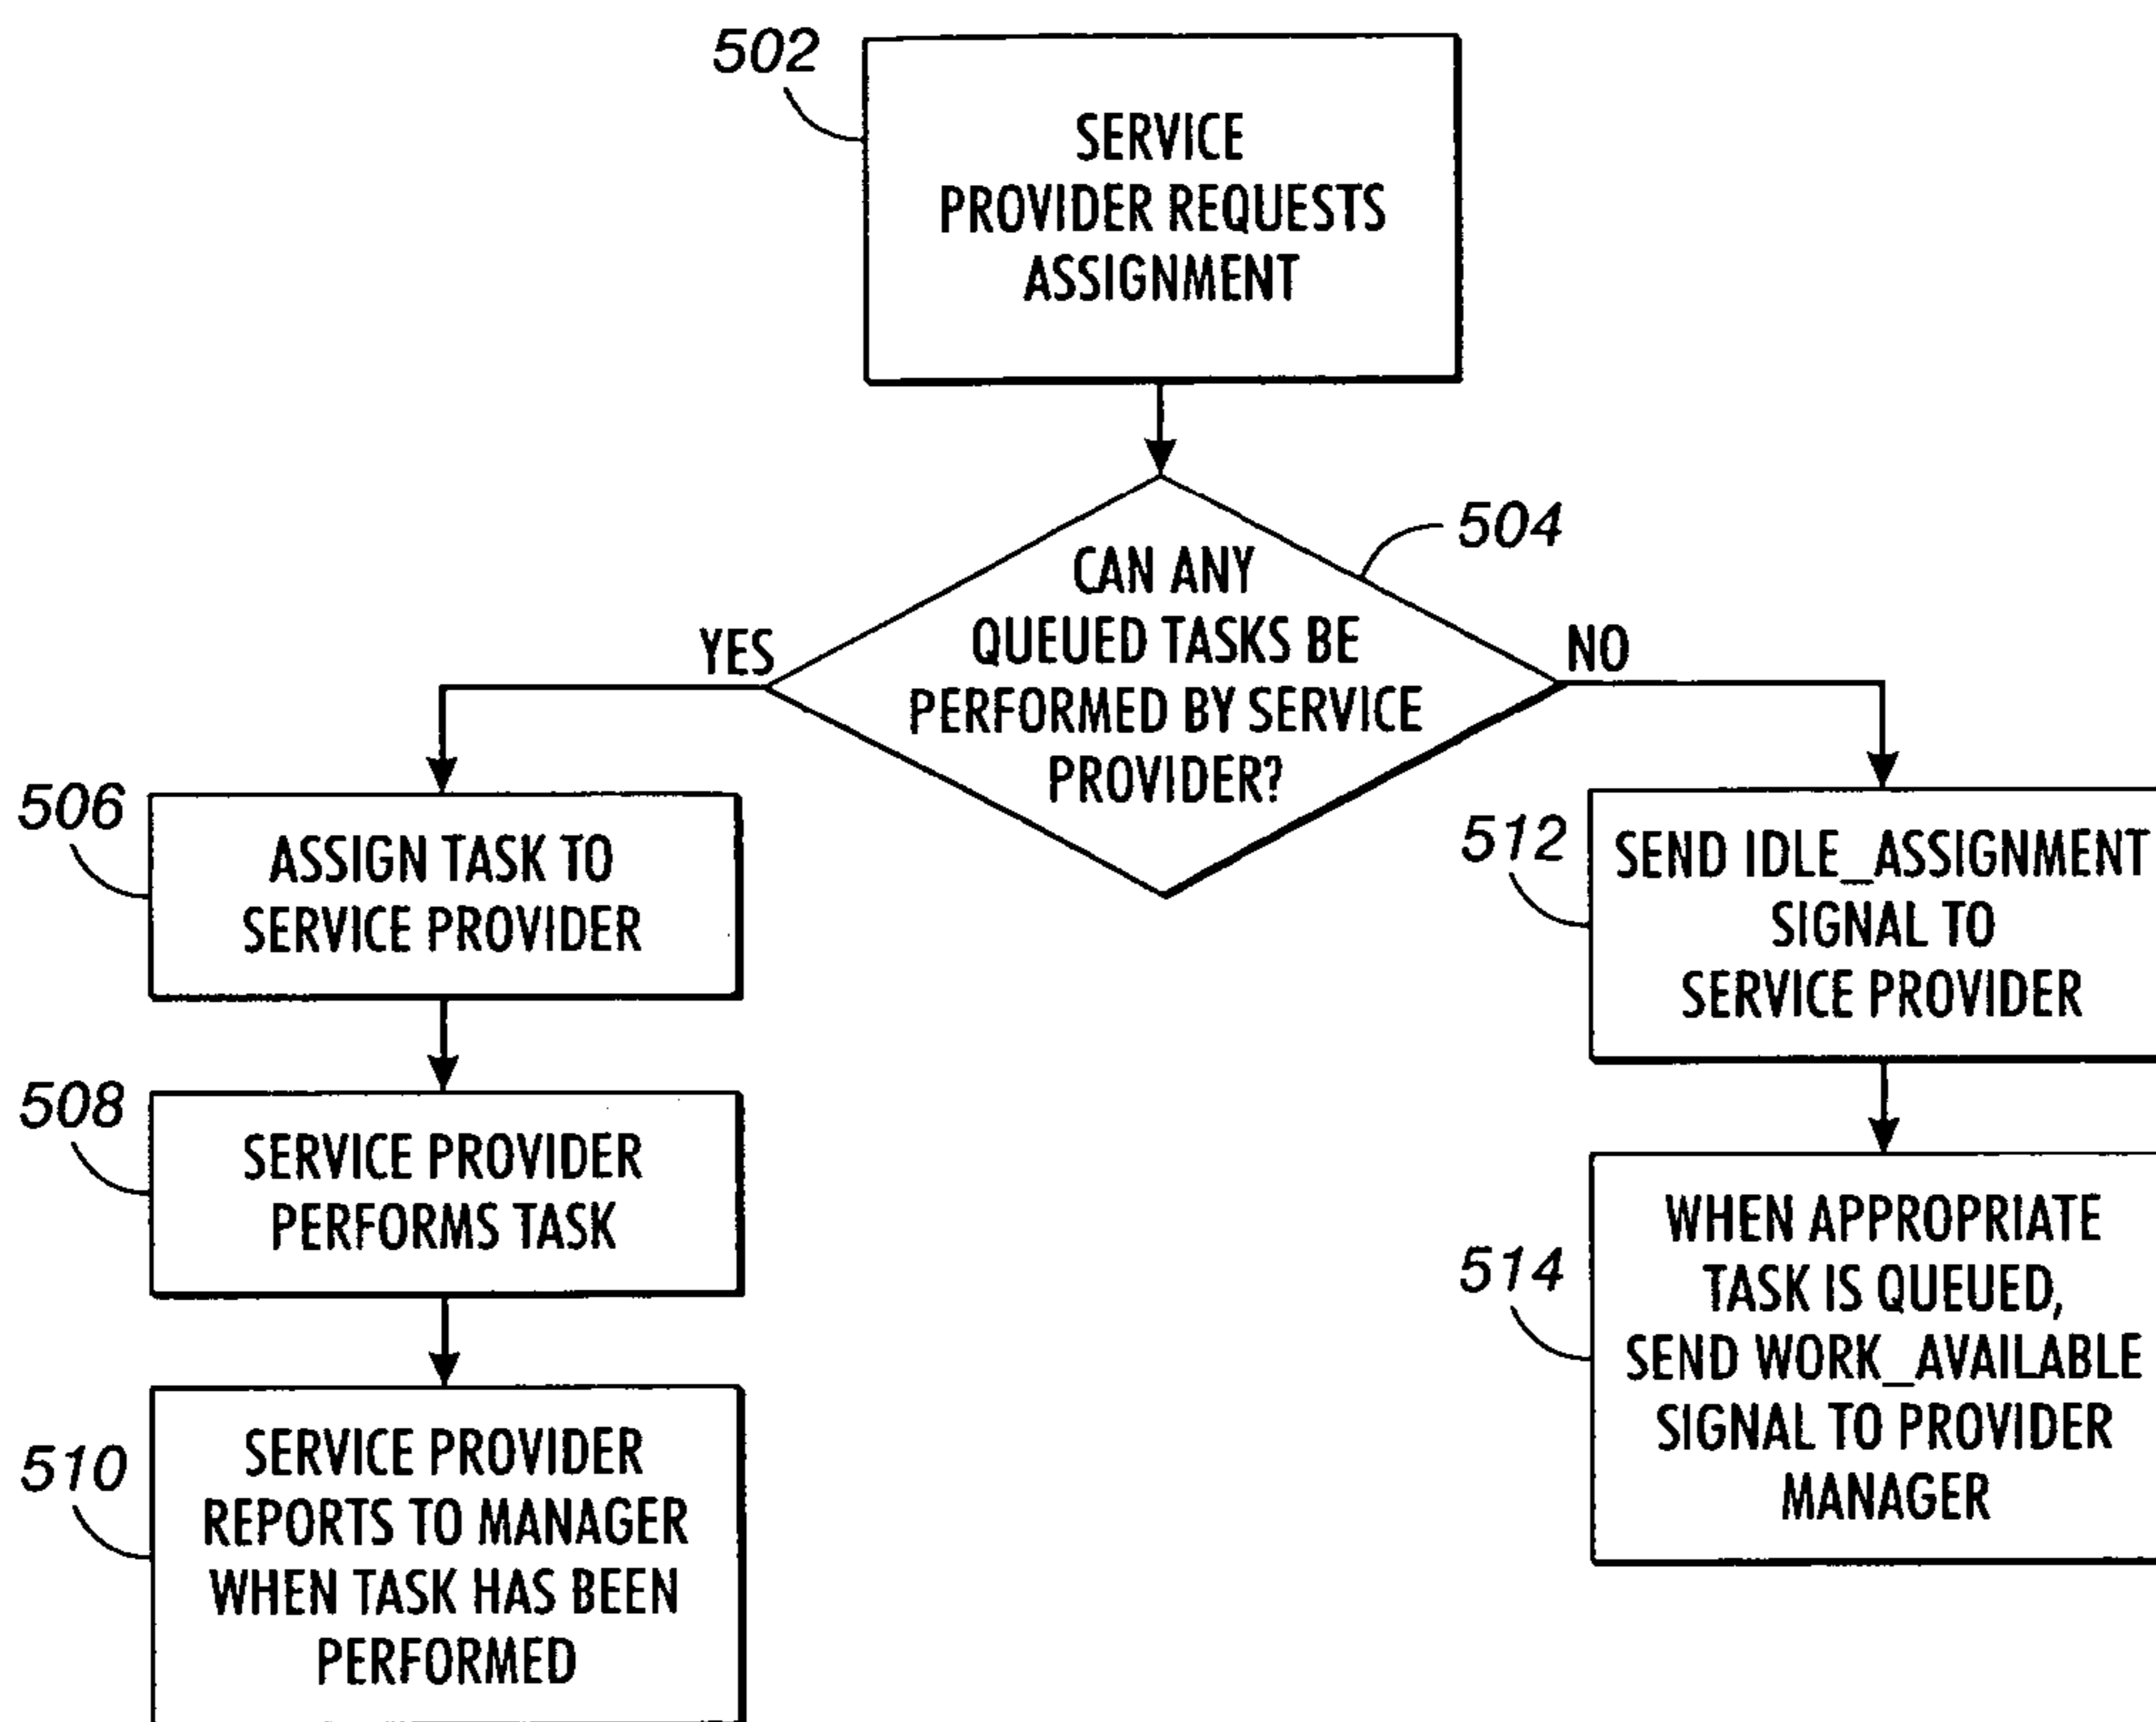 502
SERVICE
PROVIDER REQUESTS
ASSIGNMENT
504
CAN ANY
QUEUED TASKS BE
PERFORMED BY SERVICE
PROVIDER?
YES
NO
506
ASSIGN TASK TO
SERVICE PROVIDER
508
SERVICE PROVIDER
PERFORMS TASK
510
SERVICE PROVIDER
REPORTS TO MANAGER
WHEN TASK HAS BEEN
PERFORMED
512
SEND IDLE_ASSIGNMENT
SIGNAL TO
SERVICE PROVIDER
514
WHEN APPROPRIATE
TASK IS QUEUED,
SEND WORK_AVAILABLE
SIGNAL TO PROVIDER
MANAGER